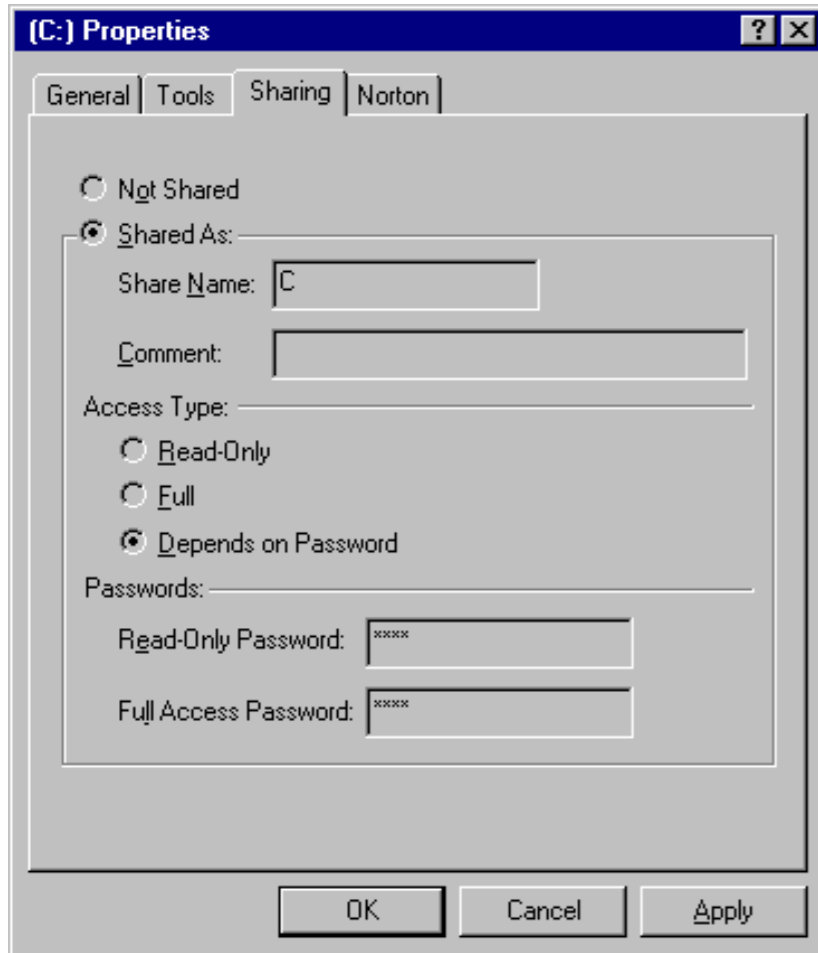 (C:) Properties
General Tools Sharing Norton
Not Shared
Shared As:
Share Name: C
Comment:
Access Type:
Read-Only
Full
Depends on Password
Passwords:
Read-Only Password: ****
Full Access Password: ****
OK Cancel Apply